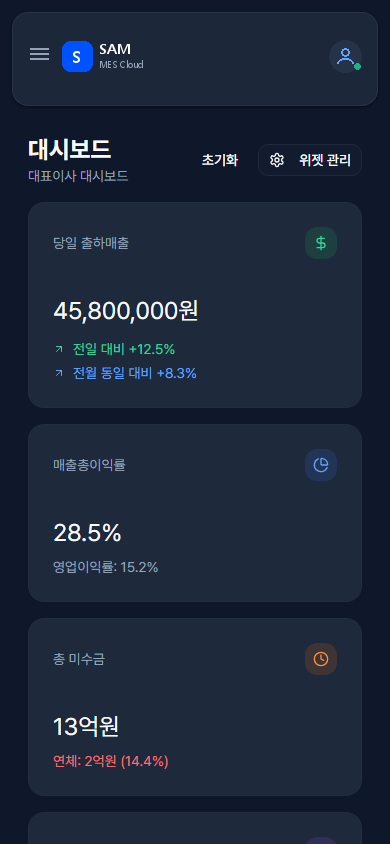 S
SAM
MES Cloud
대시보드
대표이사 대시보드
초기화
위젯 관리
당일 출하매출
$
45,800,000원
전일 대비 +12.5%
전월 동일 대비 +8.3%
매출총이익률
28.5%
영업이익률: 15.2%
총 미수금
13억원
연체: 2억원 (14.4%)